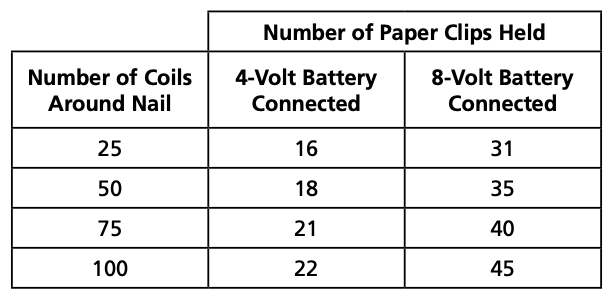 Number of Paper Clips Held
Number of Coils Around Nail 4-Volt Battery Connected 8-Volt Battery Connected
25 16 31
50 18 35
75 21 40
100 22 45